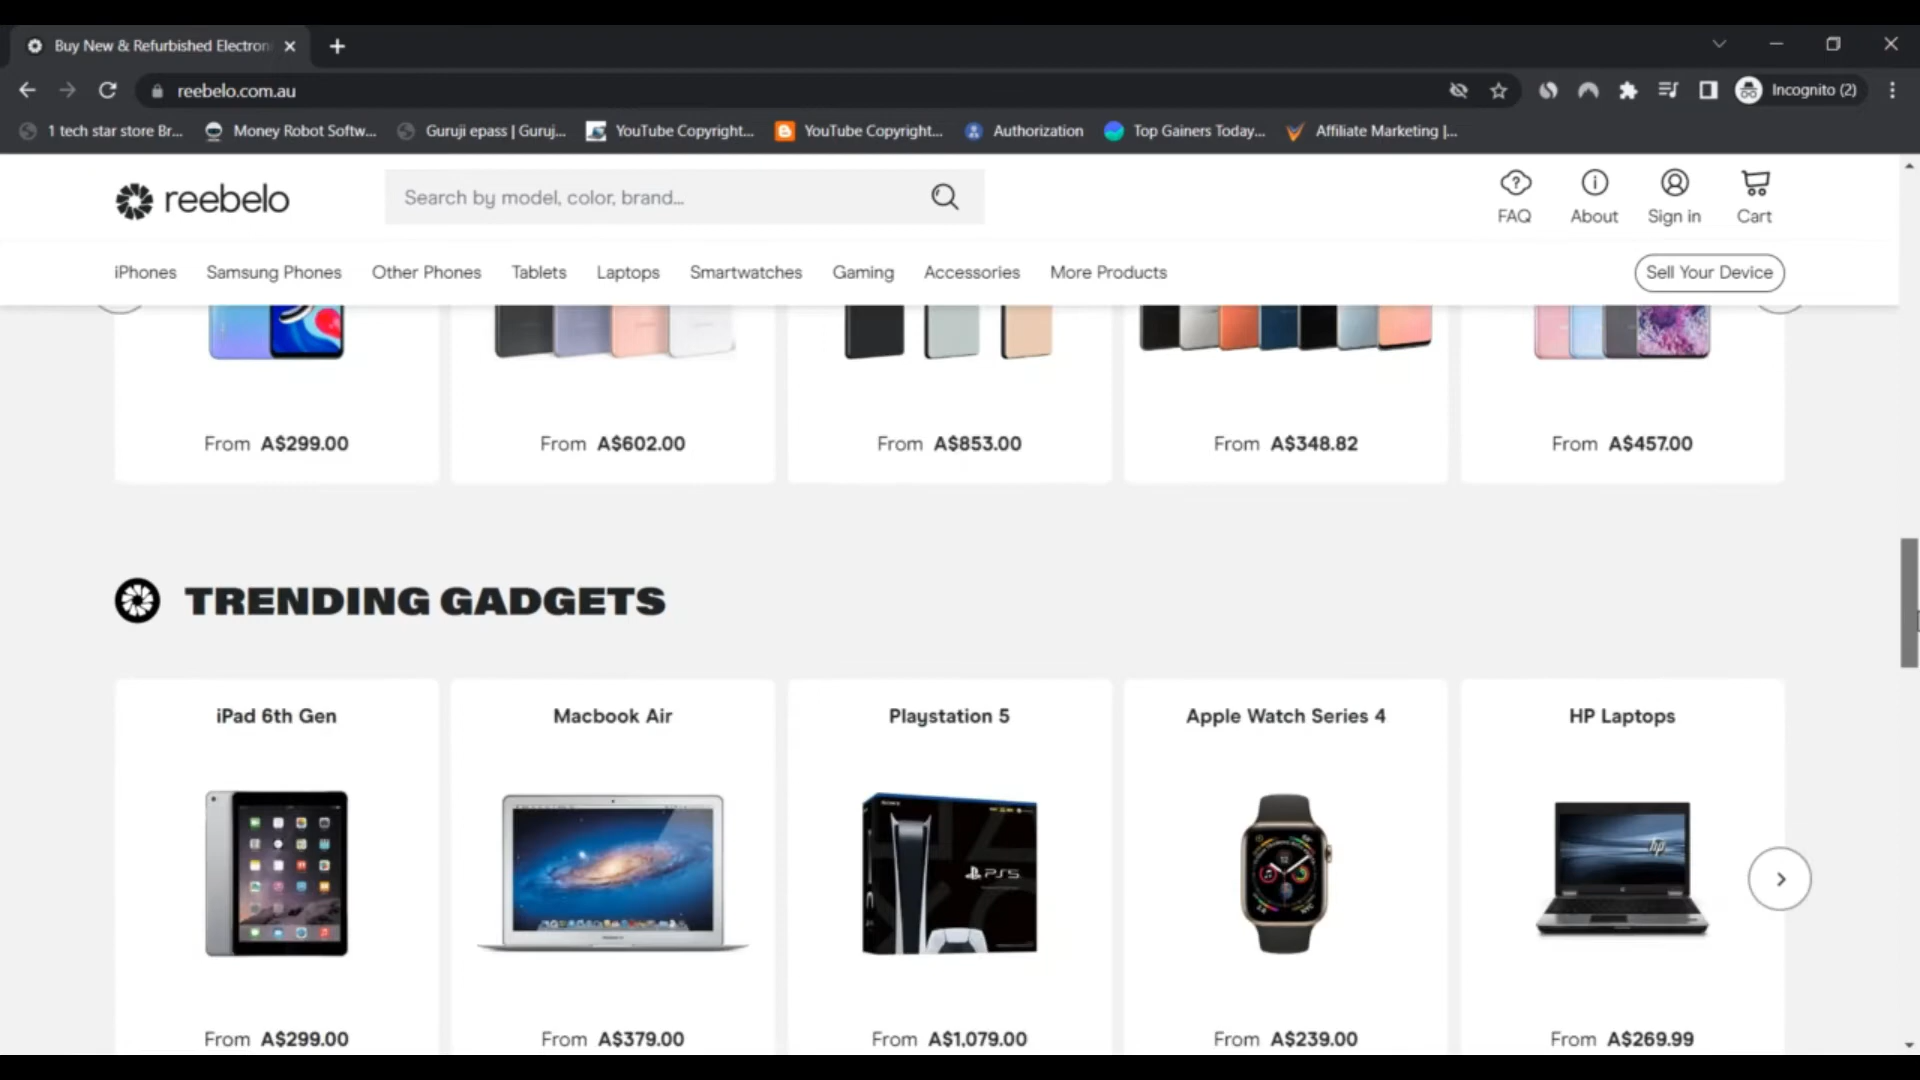 Buy New & Refurbished Electron
reebelo.com.au
Incognito (2)
1 tech star store Br...
Money Robot Softw...
Guruji epass | Guruj...
YouTube Copyright...
YouTube Copyright...
Authorization
Top Gainers Today...
Affiliate Marketing |...
reebelo
Search by model, color, brand...
FAQ
About
Sign in
Cart
iPhones
Samsung Phones
Other Phones
Tablets
Laptops
Smartwatches
Gaming
Accessories
More Products
Sell Your Device
From A$299.00
From A$602.00
From A$853.00
From A$348.82
From A$457.00
TRENDING GADGETS
iPad 6th Gen
Macbook Air
Playstation 5
Apple Watch Series 4
HP Laptops
SONY
PS5
hp
From A$299.00
From A$379.00
From A$1,079.00
From A$239.00
From A$269.99